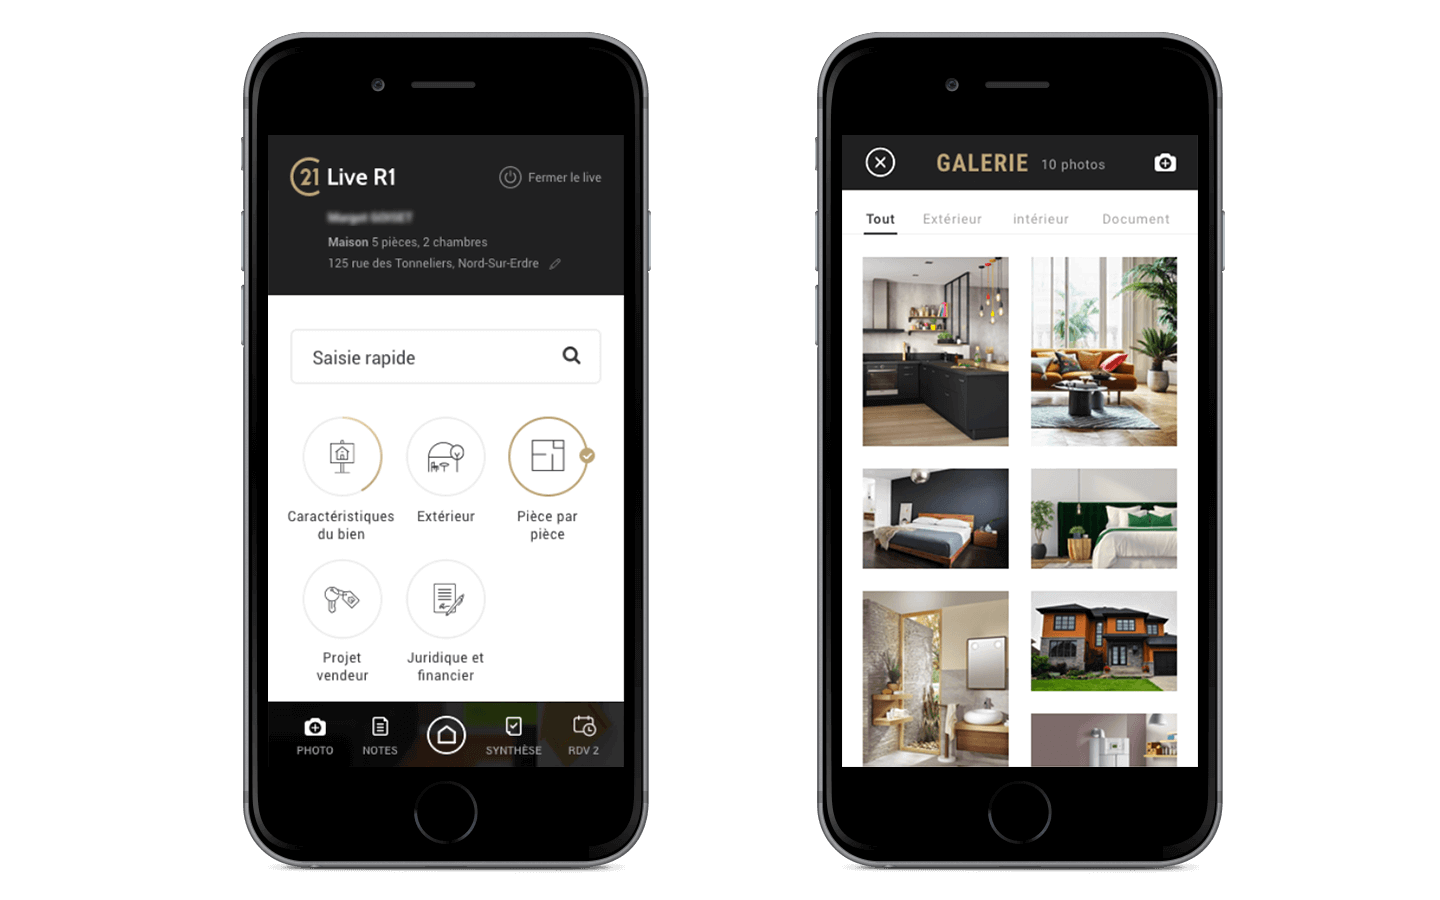 21 Live R1
Fermer le live
Maison 5 pièces, 2 chambres
125 rue des Tonneliers, Nord-Sur-Erdre
Saisie rapide
Caractéristiques
du bien
Extérieur
Pièce par
pièce
Projet
vendeur
Juridique et
financier
PHOTO
NOTES
SYNTHÈSE
RDV 2
GALERIE 10 photos
Tout
Extérieur
intérieur
Document